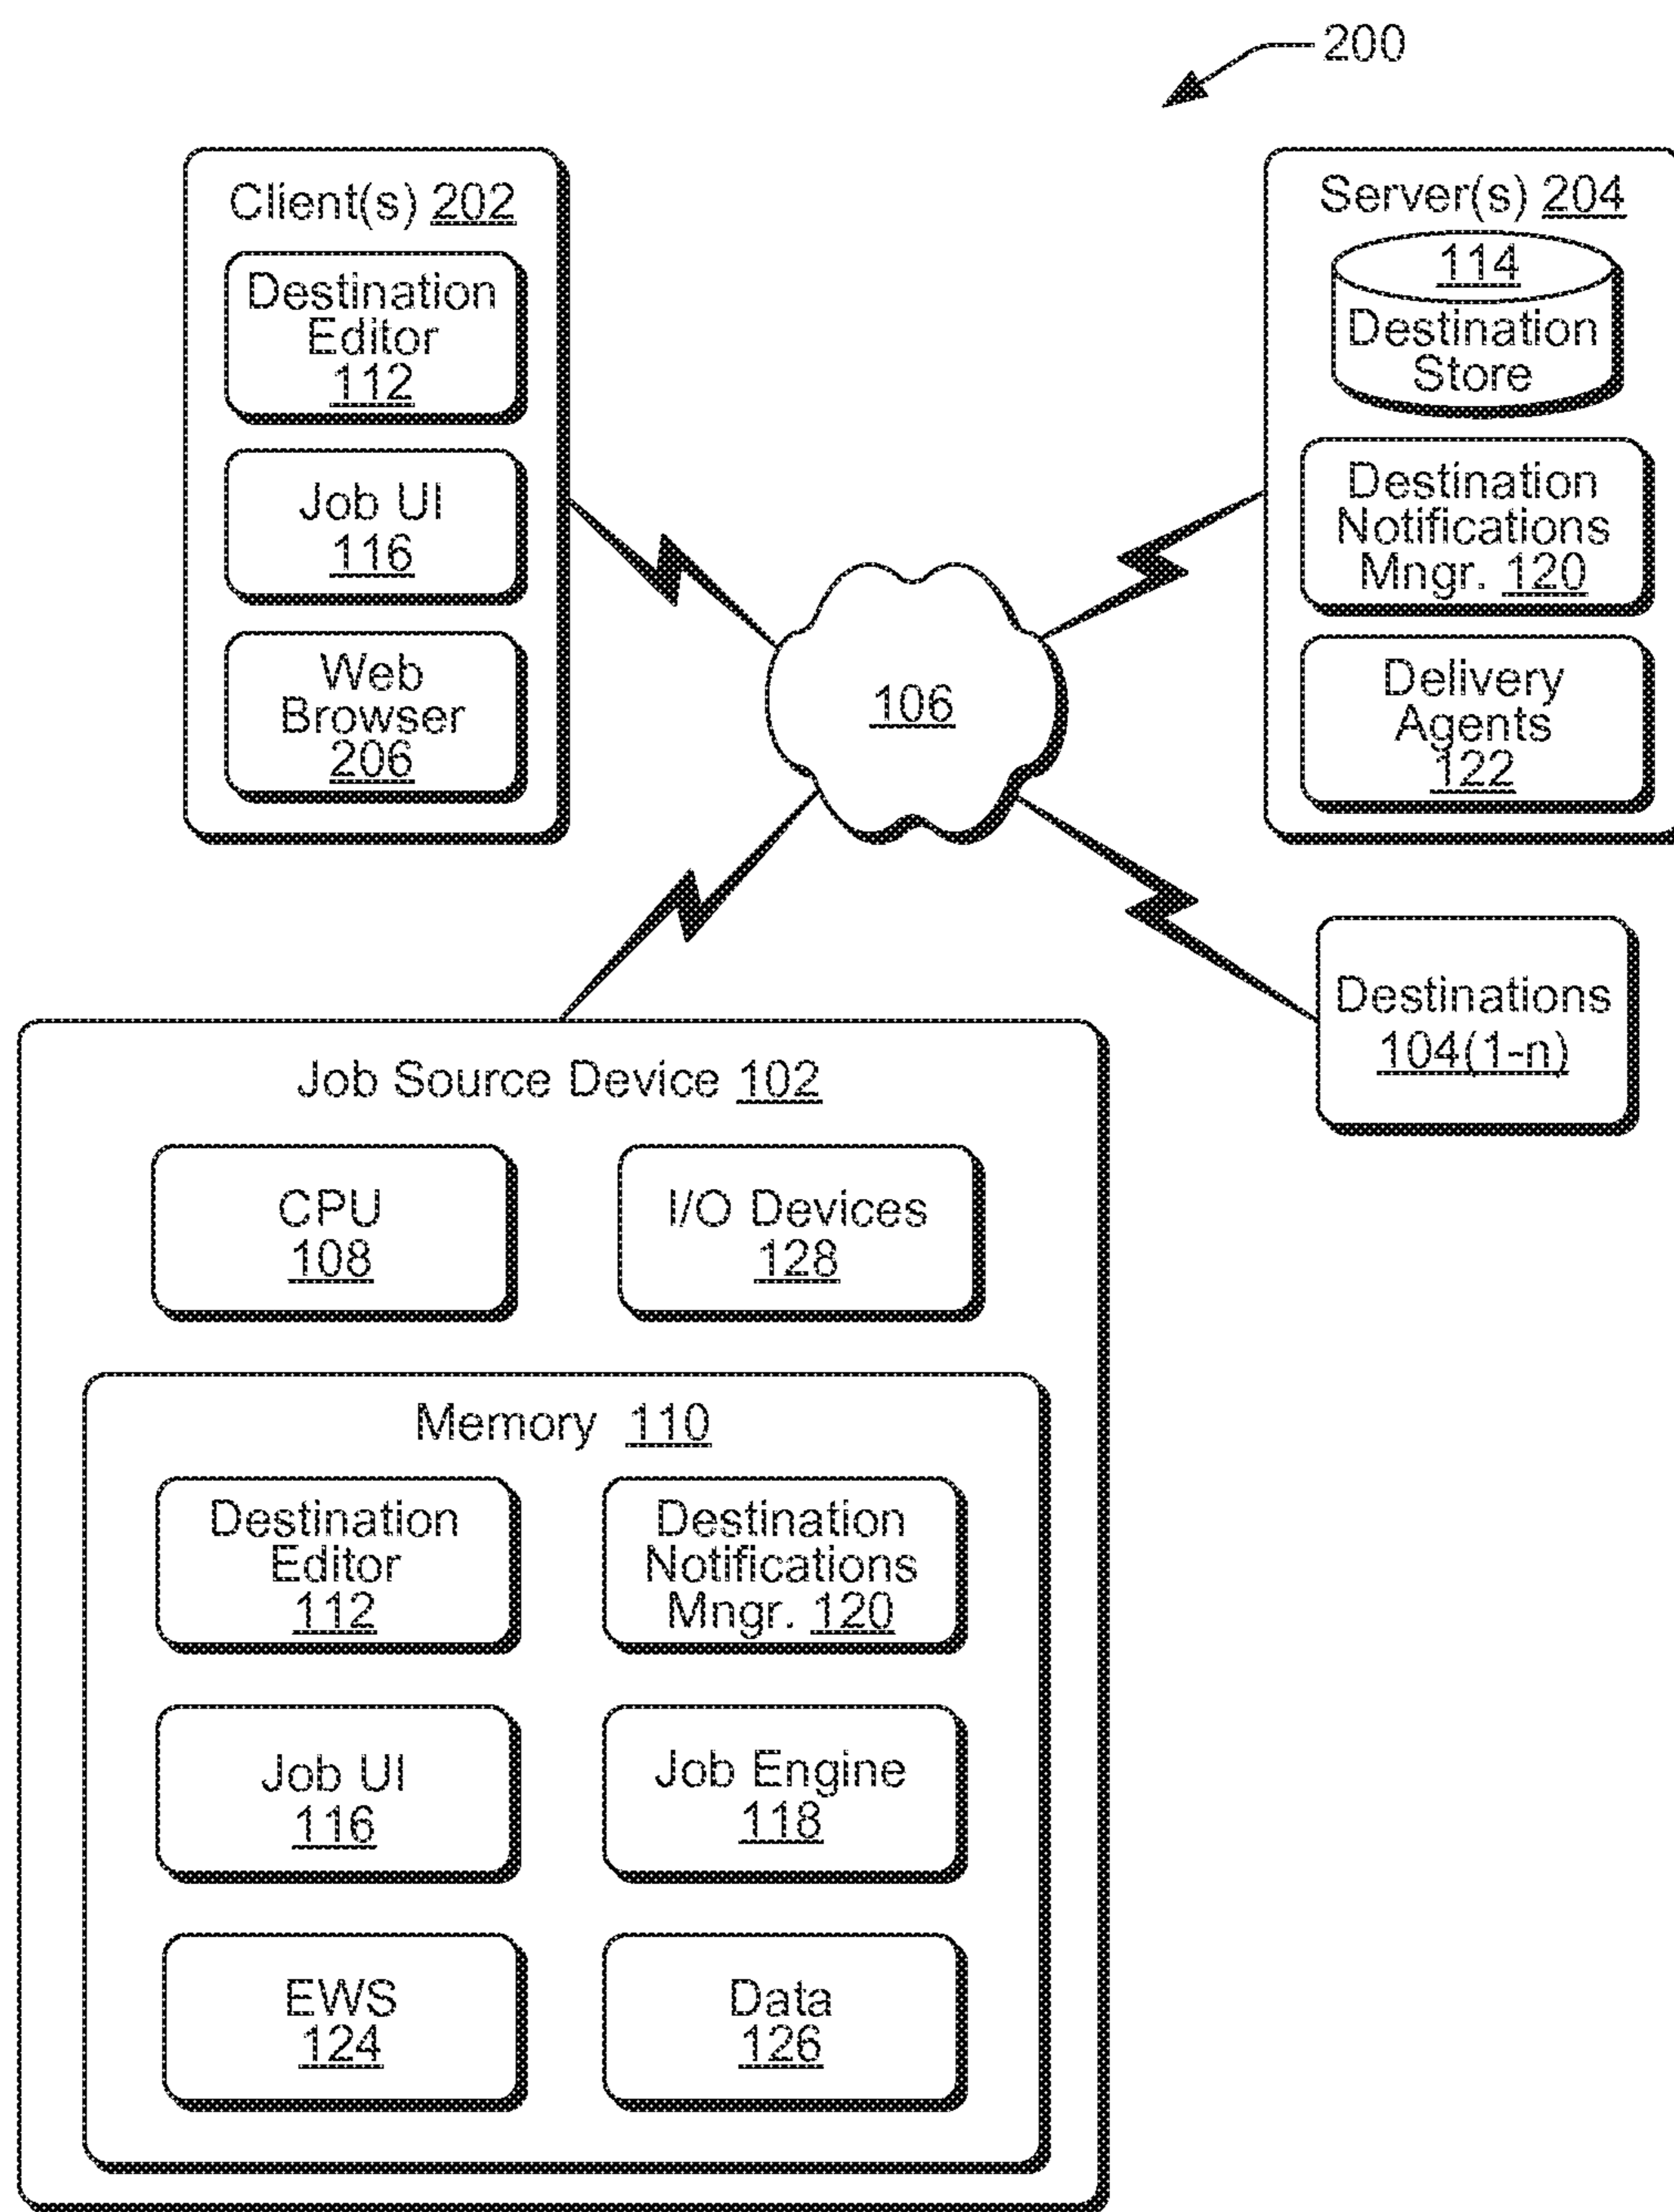 200
Client(s) 202
Destination
Editor
112
Job UI
116
Web
Browser
206
Server(s) 204
114
Destination
Store
Destination
Notifications
Mngr. 120
Delivery
Agents
122
106
Destinations
104(1-n)
Job Source Device 102
CPU
108
I/O Devices
128
Memory 110
Destination
Editor
112
Destination
Notifications
Mngr. 120
Job UI
116
Job Engine
118
EWS
124
Data
126